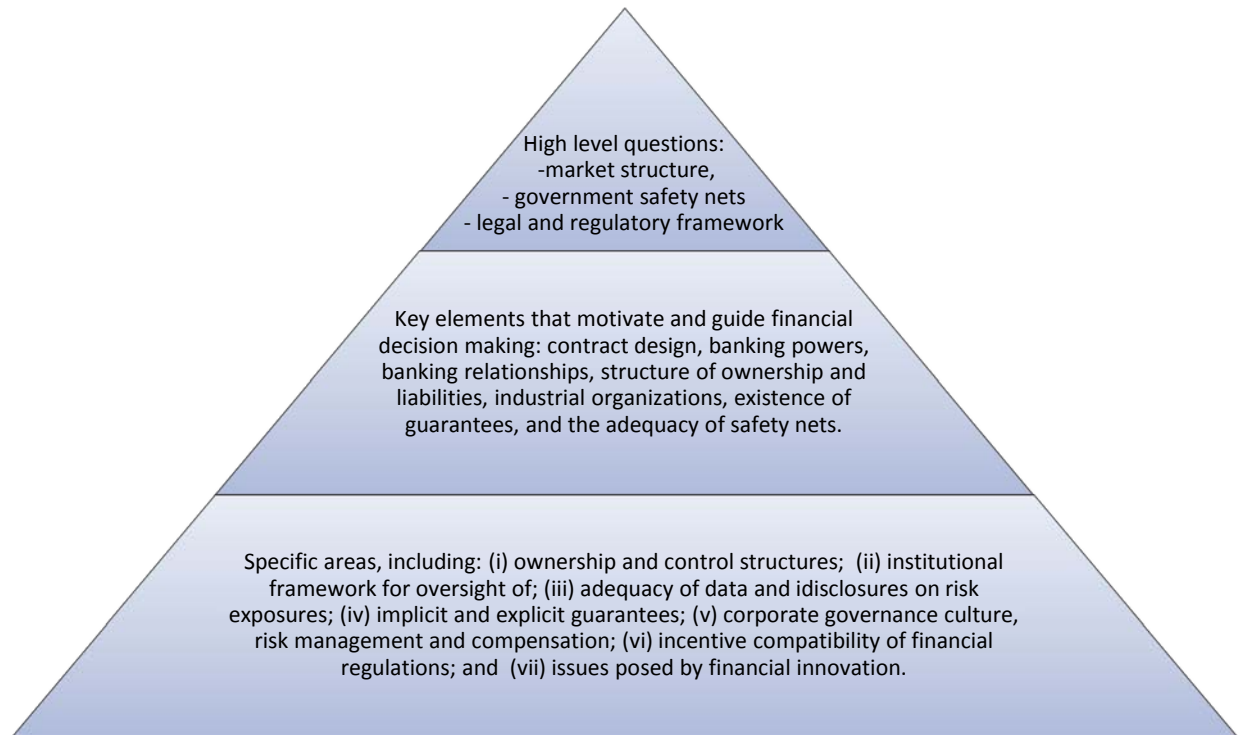 High level questions:
-market structure,
- government safety nets
- legal and regulatory framework
Key elements that motivate and guide financial
decision making: contract design, banking powers,
banking relationships, structure of ownership and
liabilities, industrial organizations, existence of
guarantees, and the adequacy of safety nets.
Specific areas, including: (i) ownership and control structures;  (ii) institutional
framework for oversight of; (iii) adequacy of data and idisclosures on risk
exposures; (iv) implicit and explicit guarantees; (v) corporate governance culture,
risk management and compensation; (vi) incentive compatibility of financial
regulations; and  (vii) issues posed by financial innovation.